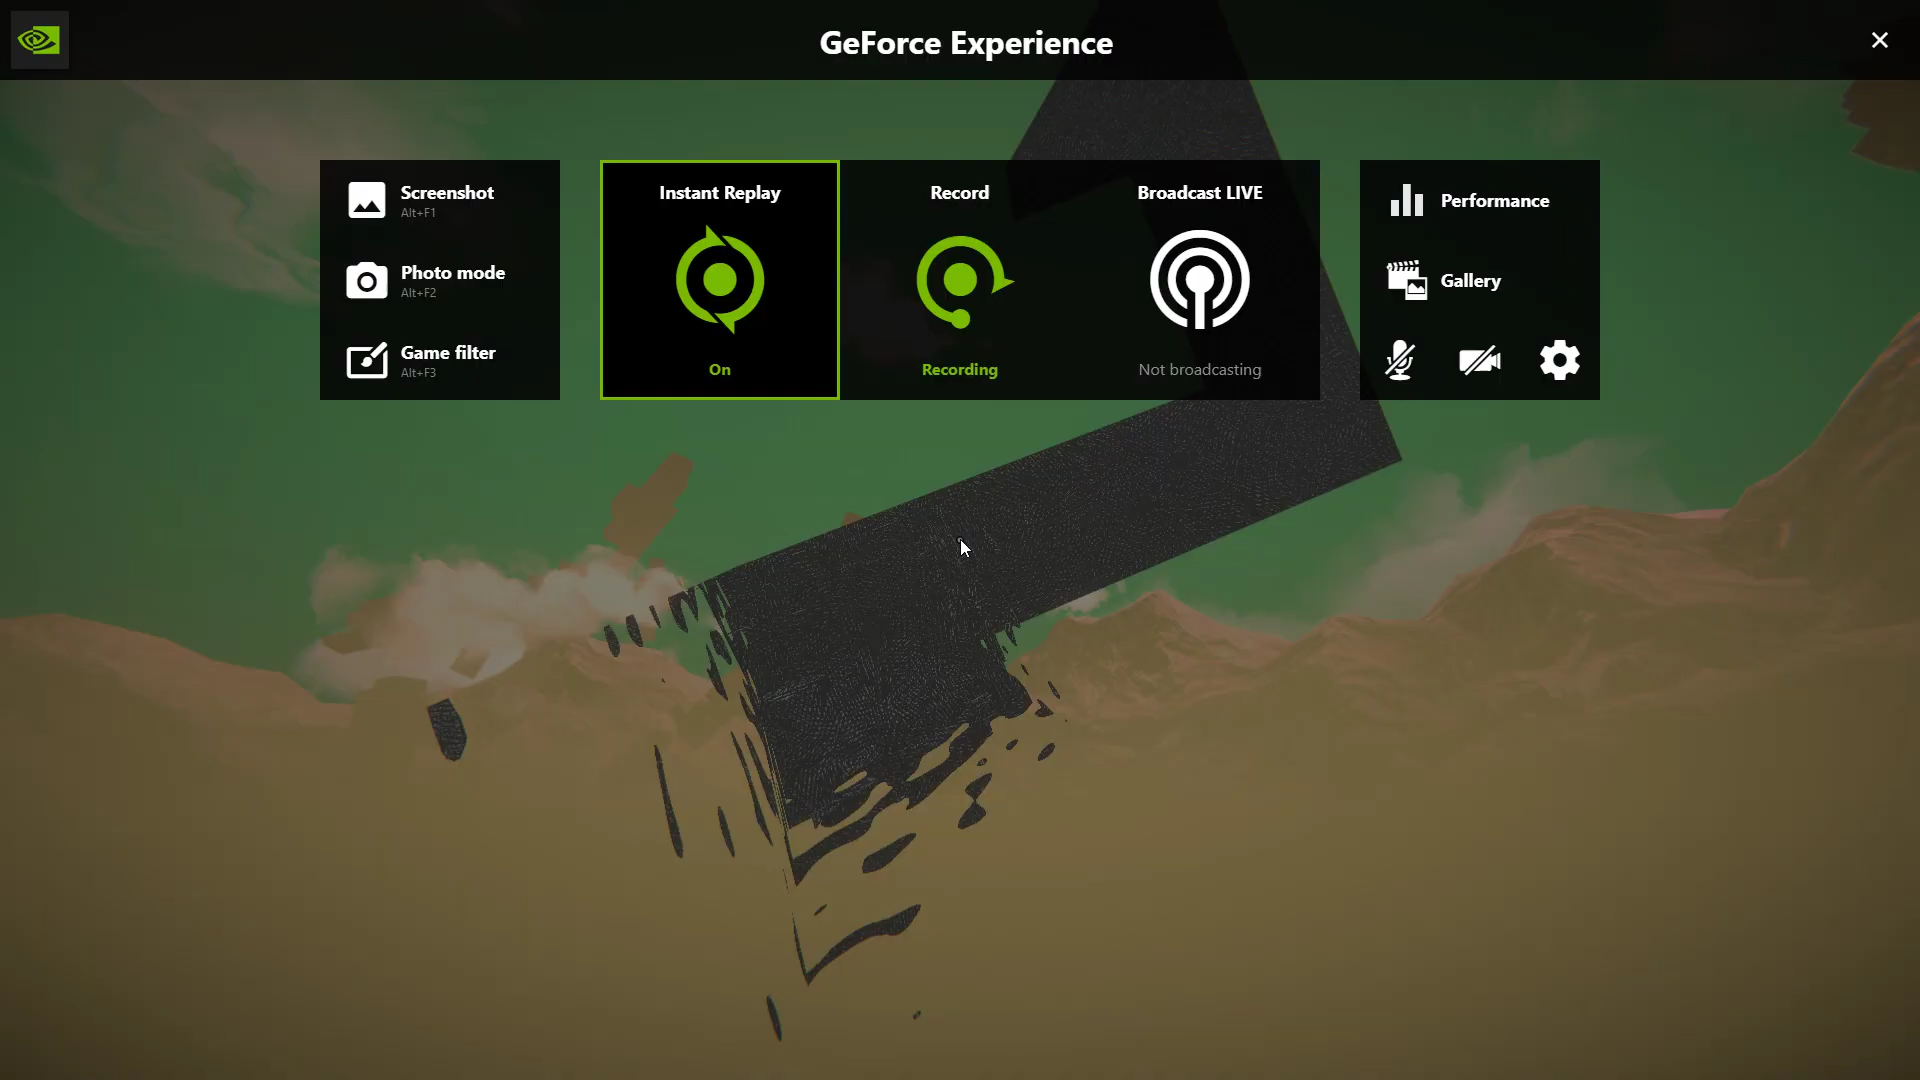 GeForce Experience
Screenshot
Alt+F1
Photo mode
Alt+F2
Game filter
Alt+F3
Instant Replay
On
Record
Recording
Broadcast LIVE
Not broadcasting
Performance
Gallery